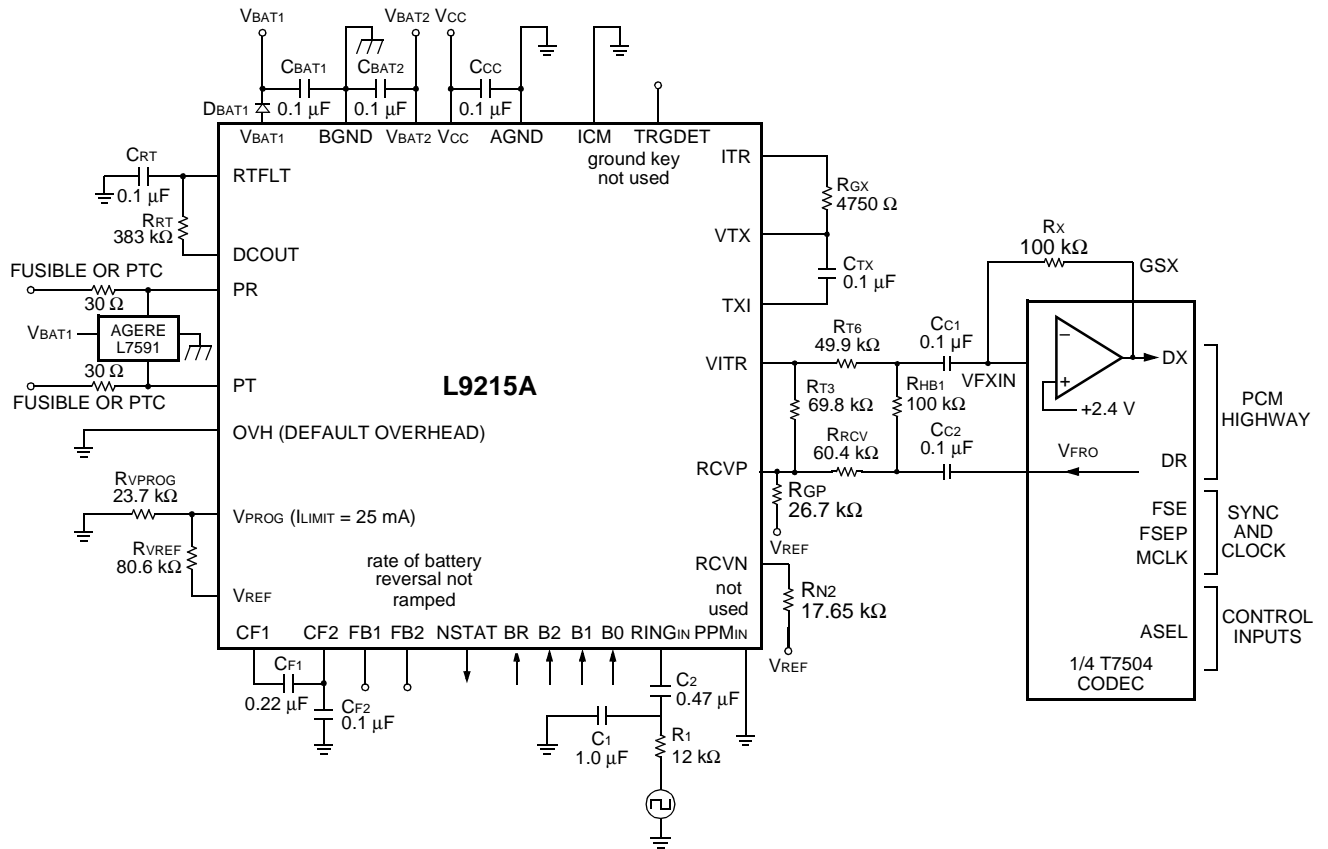 VBAT1
VBAT2
VCC
CBAT1
0.1 µF
CBAT2
0.1 µF
CCC
0.1 µF
DBAT1
VBAT1
BGND
VBAT2
VCC
AGND
ICM
TRGDET
ground key
not used
CRT
0.1 µF
RTFLT
RRT
383 kΩ
DCOUT
FUSIBLE OR PTC
30 Ω
PR
VBAT1
AGERE
L7591
30 Ω
PT
FUSIBLE OR PTC
OVH (DEFAULT OVERHEAD)
RVPROG
23.7 kΩ
VPROG (ILIMIT = 25 mA)
RVREF
80.6 kΩ
VREF
L9215A
rate of battery
reversal not
ramped
CF1
CF2
FB1
FB2
NSTAT
BR
B2
B1
B0
RINGIN
PPMIN
CF1
0.22 µF
CF2
0.1 µF
C2
0.47 µF
C1
1.0 µF
R1
12 kΩ
ITR
RGX
4750 Ω
VTX
CTX
0.1 µF
TXI
VITR
RT6
49.9 kΩ
CC1
0.1 µF
RX
100 kΩ
GSX
VFXIN
RT3
69.8 kΩ
RHB1
100 kΩ
RCVP
RRCV
60.4 kΩ
CC2
0.1 µF
RGP
26.7 kΩ
VREF
RCVN
not
used
RN2
17.65 kΩ
VREF
−
+
+2.4 V
DX
VFRO
DR
PCM
HIGHWAY
FSE
FSEP
MCLK
SYNC
AND
CLOCK
ASEL
CONTROL
INPUTS
1/4 T7504
CODEC